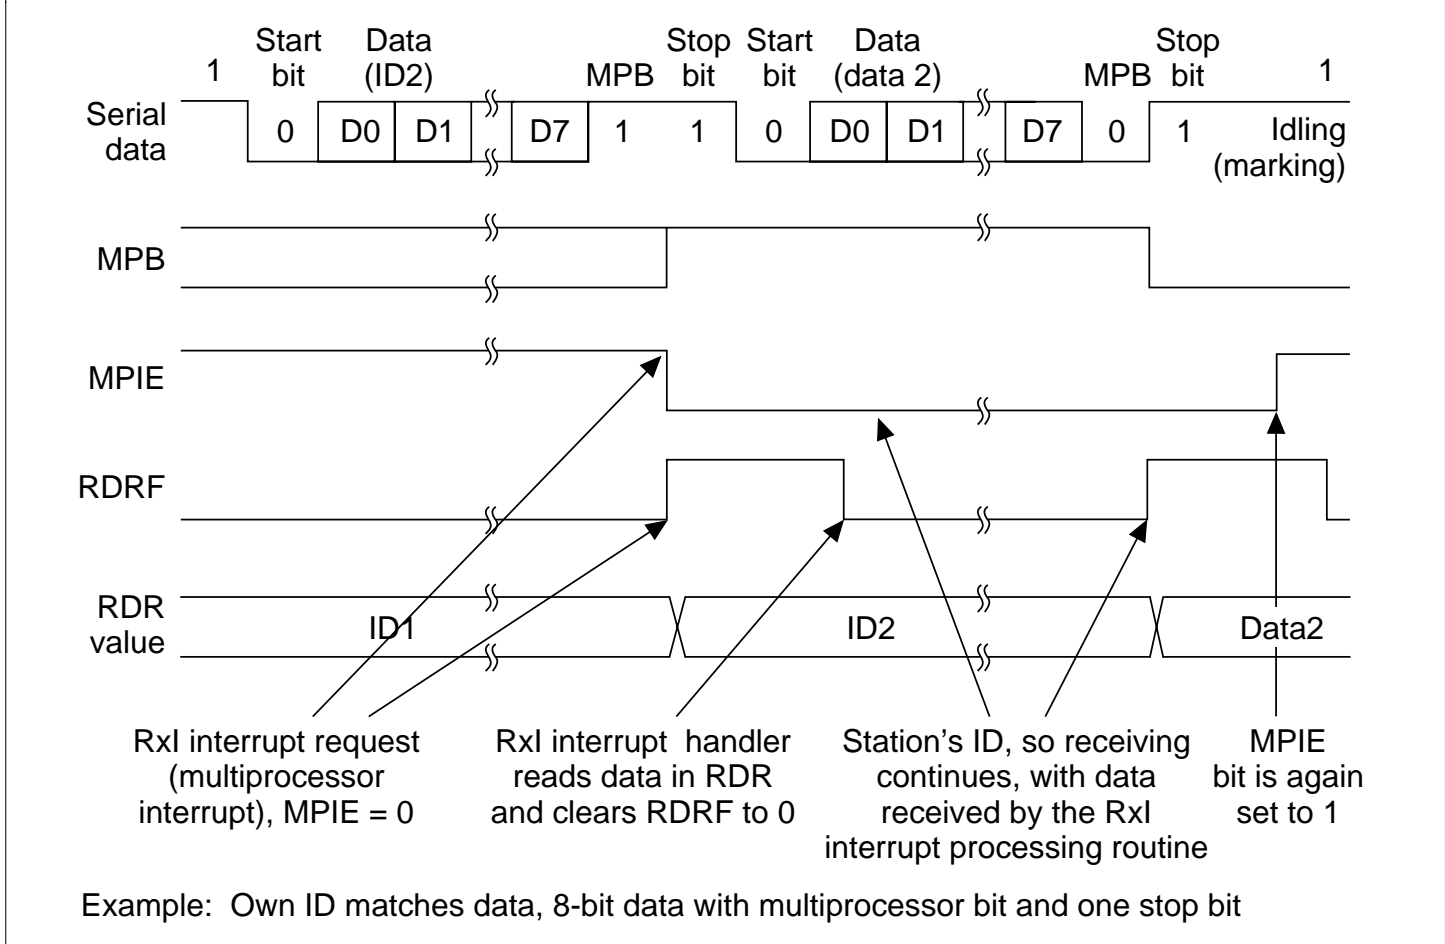 Start Data Stop Start Data Stop
1 bit (ID2) MPB bit bit (data 2) MPB bit 1
Serial data
0 D0 D1 D7 1 1 0 D0 D1 D7 0 1 Idling (marking)
MPB
MPIE
RDRF
RDR value
ID1 ID2 Data2
RxI interrupt request
(multiprocessor
interrupt), MPIE = 0
RxI interrupt handler
reads data in RDR
and clears RDRF to 0
Station's ID, so receiving
continues, with data
received by the RxI
interrupt processing routine
MPIE
bit is again
set to 1
Example: Own ID matches data, 8-bit data with multiprocessor bit and one stop bit